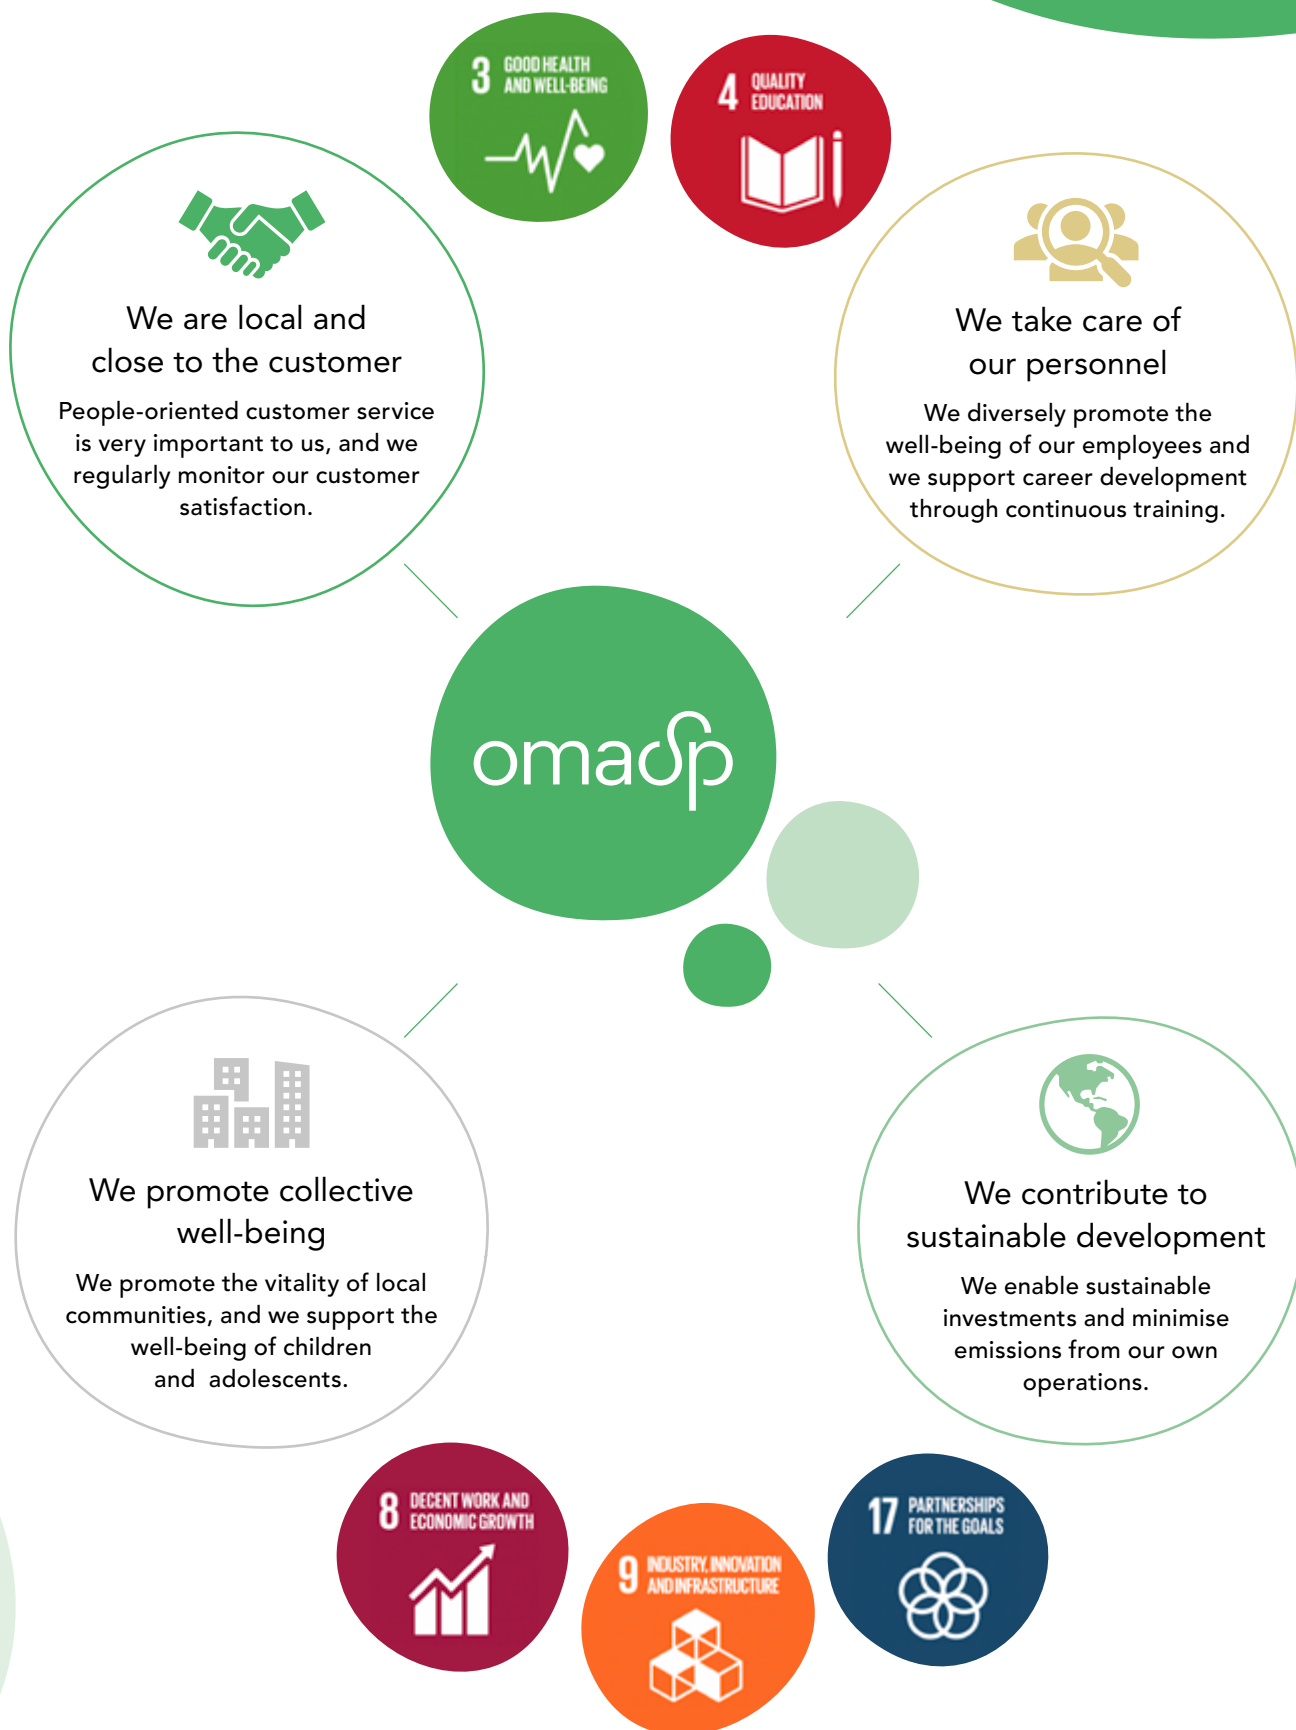 3 GOOD HEALTH
AND WELL-BEING
4 QUALITY
EDUCATION
We are local and
close to the customer
People-oriented customer service
is very important to us, and we
regularly monitor our customer
satisfaction.
We take care of
our personnel
We diversely promote the
well-being of our employees and
we support career development
through continuous training.
omasp
We promote collective
well-being
We promote the vitality of local
communities, and we support the
well-being of children
and adolescents.
We contribute to
sustainable development
We enable sustainable
investments and minimise
emissions from our own
operations.
8 DECENT WORK AND
ECONOMIC GROWTH
9 INDUSTRY, INNOVATION
AND INFRASTRUCTURE
17 PARTNERSHIPS
FOR THE GOALS